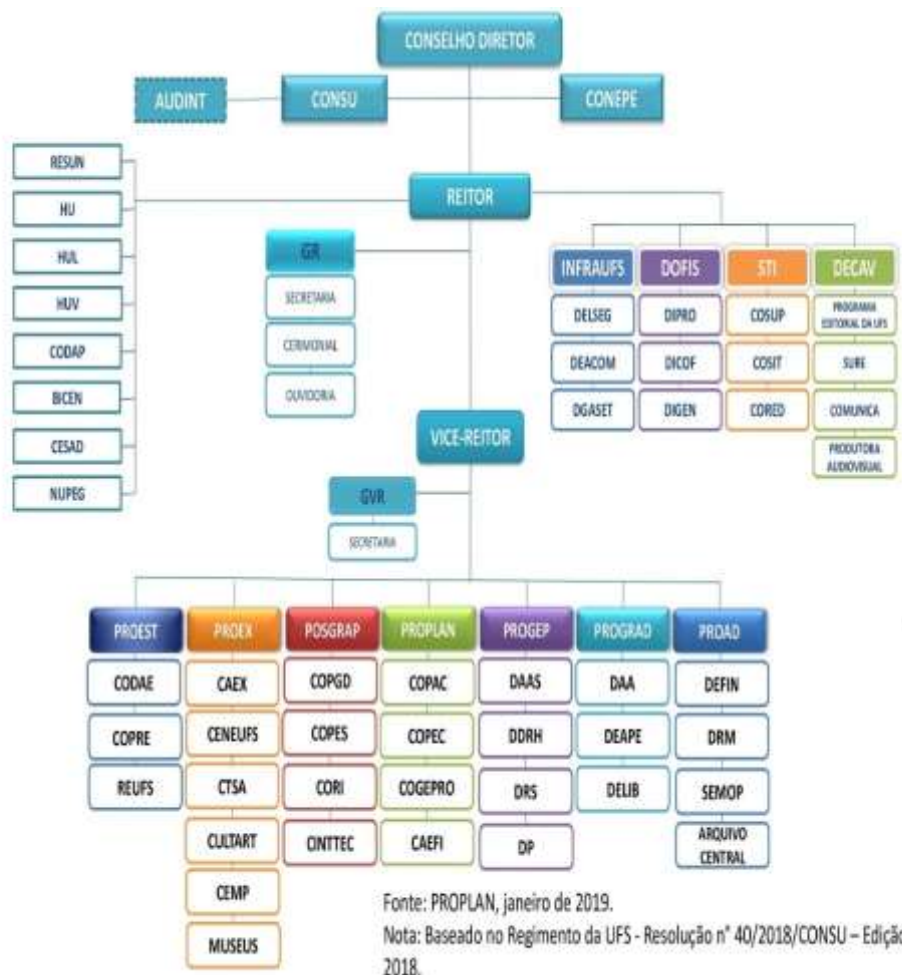 CONSELHO DIRETOR
AUDINT
CONSU
CONEPE
REITOR
RESUN
HU
HUL
HUV
CODAP
BICEN
CESAD
NUPEG
GR
SECRETARIA
CERIMONIAL
OUVIDORIA
INFRAUFS
DELSEG
DEACOM
DGASET
DOFIS
DIPRO
DICOF
DIGEN
STI
COSUP
COSIT
CORED
DECAV
PROGRAMA
EDITORIAL DA UFS
SURE
COMUNICA
PRODUTORA
AUDIOVISUAL
VICE-REITOR
GVR
SECRETARIA
PROEST
CODAE
COPRE
REUFS
PROEX
CAEX
CENEUFS
CTSA
CULTART
CEMP
MUSEUS
POSGRAP
COPGD
COPES
CORI
CINTTEC
PROPLAN
COPAC
COPEC
COGEPRO
CAEFI
PROGEP
DAAS
DDRH
DRS
DP
PROGRAD
DAA
DEAPE
DELIB
PROAD
DEFIN
DRM
SEMOP
ARQUIVO
CENTRAL
Fonte: PROPLAN, janeiro de 2019.
Nota: Baseado no Regimento da UFS - Resolução n° 40/2018/CONSU – Edição
2018.